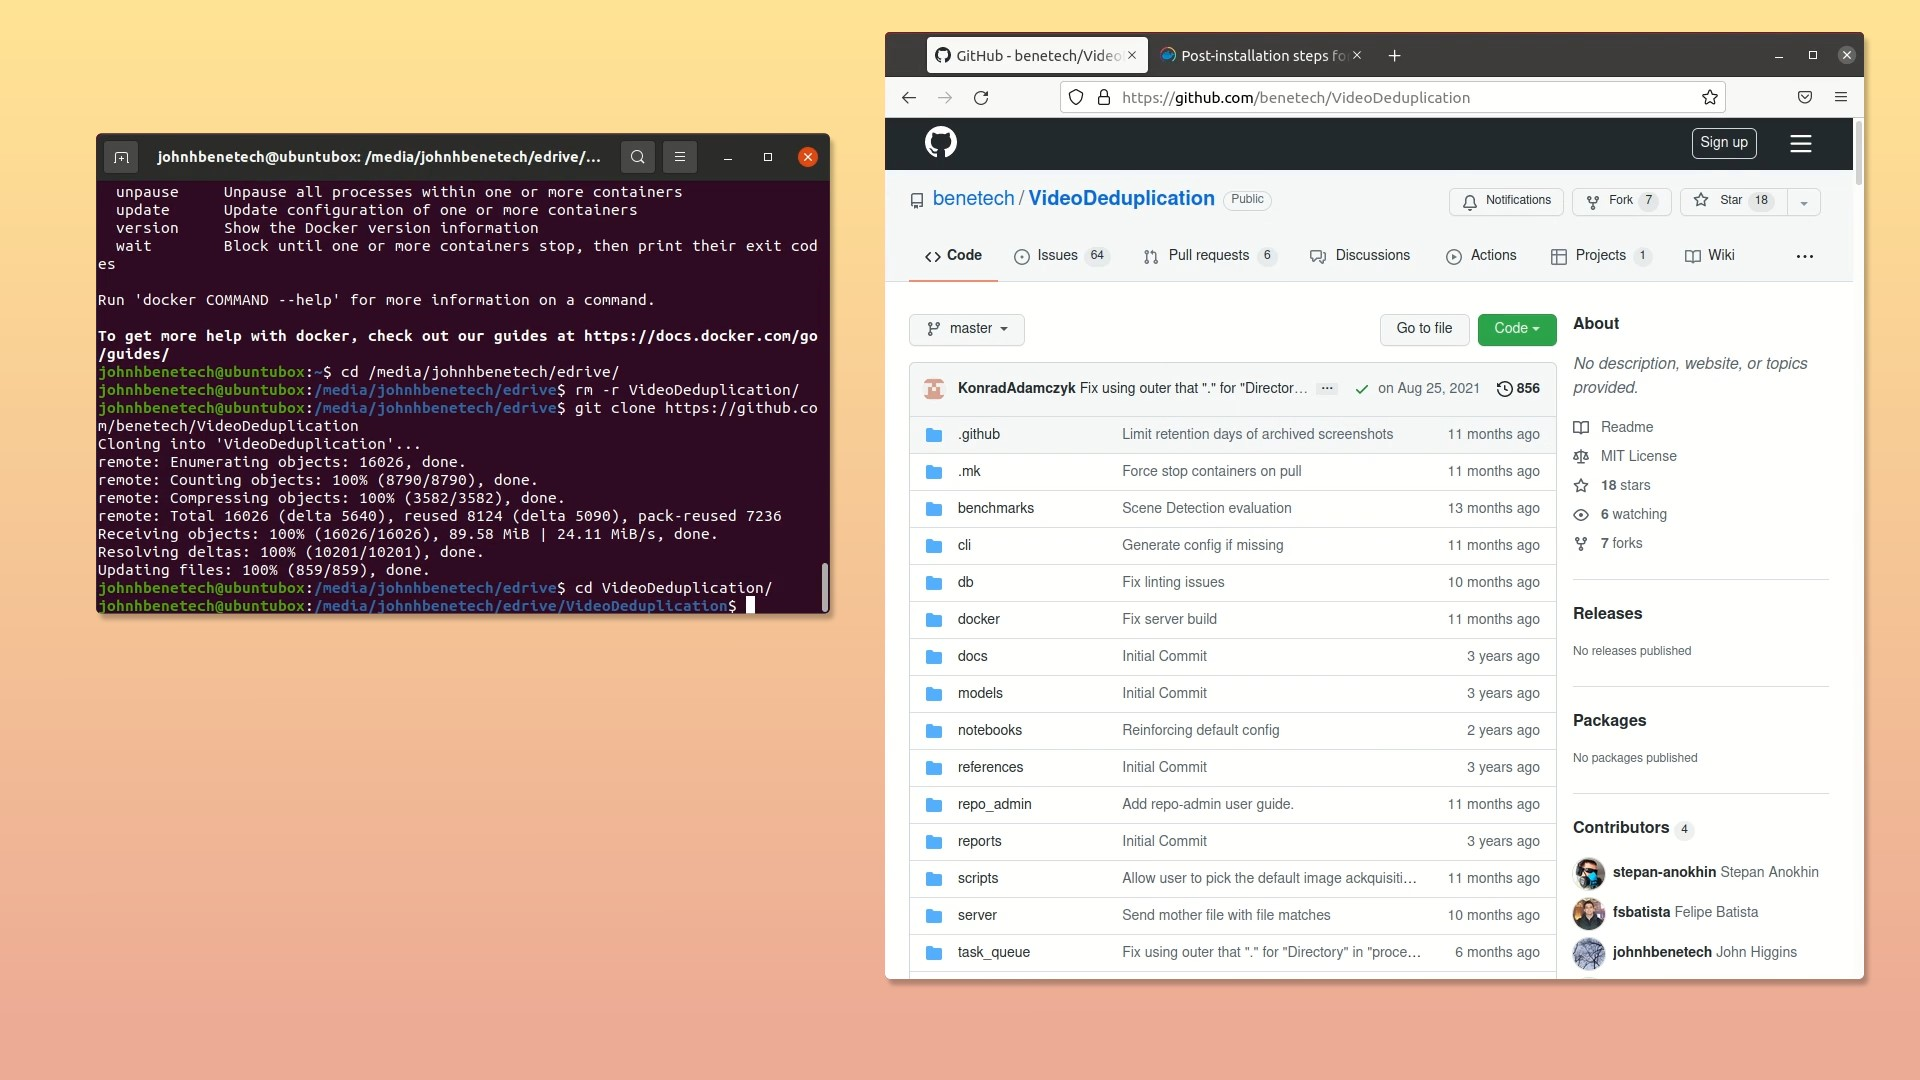 johnhbenetech@ubuntubox: /media/johnhbenetech/edrive/...
unpause     Unpause all processes within one or more containers
update      Update configuration of one or more containers
version     Show the Docker version information
wait        Block until one or more containers stop, then print their exit cod
es
Run 'docker COMMAND --help' for more information on a command.
To get more help with docker, check out our guides at https://docs.docker.com/go
/guides/
johnhbenetech@ubuntubox:~$ cd /media/johnhbenetech/edrive/
johnhbenetech@ubuntubox:/media/johnhbenetech/edrive$ rm -r VideoDeduplication/
johnhbenetech@ubuntubox:/media/johnhbenetech/edrive$ git clone https://github.co
m/benetech/VideoDeduplication
Cloning into 'VideoDeduplication'...
remote: Enumerating objects: 16026, done.
remote: Counting objects: 100% (8790/8790), done.
remote: Compressing objects: 100% (3582/3582), done.
remote: Total 16026 (delta 5640), reused 8124 (delta 5090), pack-reused 7236
Receiving objects: 100% (16026/16026), 89.58 MiB | 24.11 MiB/s, done.
Resolving deltas: 100% (10201/10201), done.
Updating files: 100% (859/859), done.
johnhbenetech@ubuntubox:/media/johnhbenetech/edrive$ cd VideoDeduplication/
johnhbenetech@ubuntubox:/media/johnhbenetech/edrive/VideoDeduplication$
GitHub - benetech/Video
Post-installation steps fo
https://github.com/benetech/VideoDeduplication
Sign up
benetech / VideoDeduplication Public
Notifications Fork 7 Star 18
Code Issues 64 Pull requests 6 Discussions Actions Projects 1 Wiki
master Go to file Code
KonradAdamczyk Fix using outer that "." for "Director... on Aug 25, 2021 856
.github Limit retention days of archived screenshots 11 months ago
.mk Force stop containers on pull 11 months ago
benchmarks Scene Detection evaluation 13 months ago
cli Generate config if missing 11 months ago
db Fix linting issues 10 months ago
docker Fix server build 11 months ago
docs Initial Commit 3 years ago
models Initial Commit 3 years ago
notebooks Reinforcing default config 2 years ago
references Initial Commit 3 years ago
repo_admin Add repo-admin user guide. 11 months ago
reports Initial Commit 3 years ago
scripts Allow user to pick the default image ackquisiti... 11 months ago
server Send mother file with file matches 10 months ago
task_queue Fix using outer that "." for "Directory" in "proce... 6 months ago
About
No description, website, or topics
provided.
Readme
MIT License
18 stars
6 watching
7 forks
Releases
No releases published
Packages
No packages published
Contributors 4
stepan-anokhin Stepan Anokhin
fsbatista Felipe Batista
johnhbenetech John Higgins